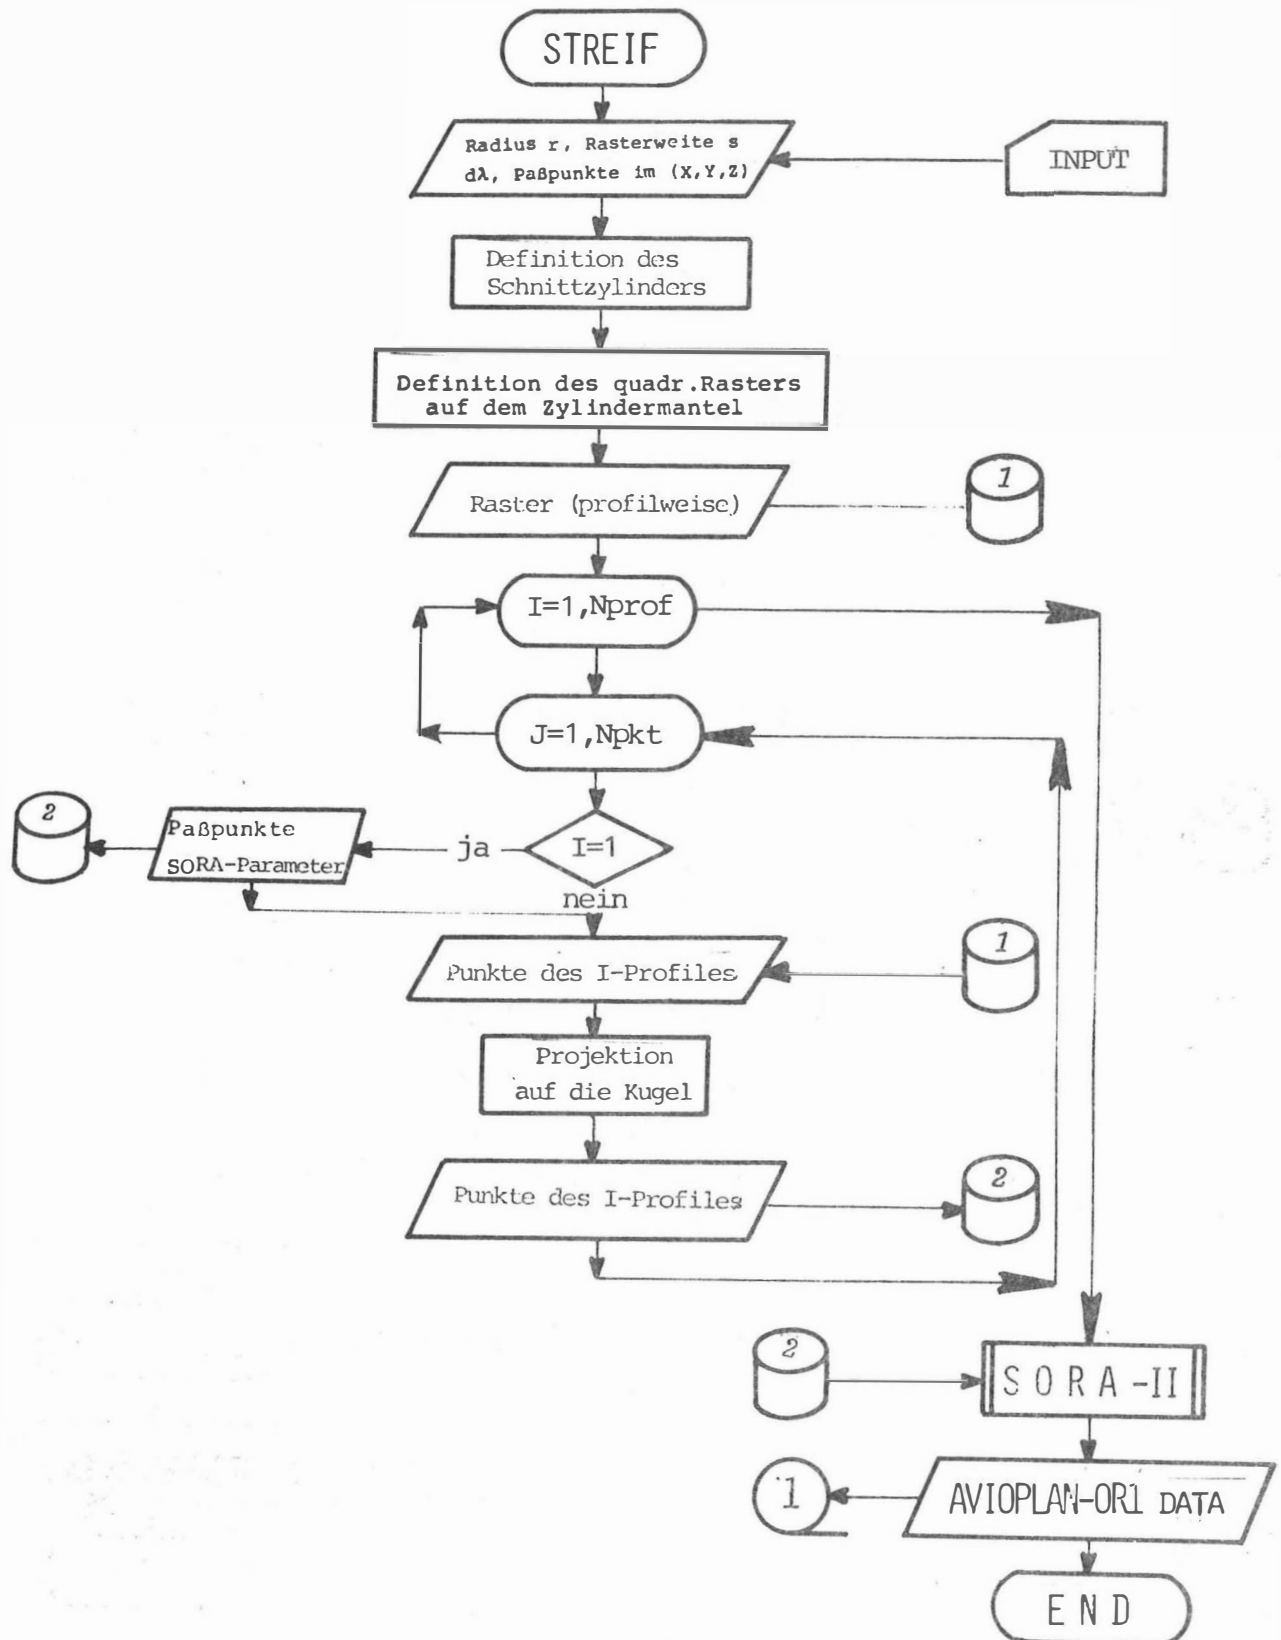 STREIF
Radius r, Rasterweite s
dλ, Paßpunkte im (X,Y,Z)
INPUT
Definition des
Schnittzylinders
Definition des quadr.Rasters
auf dem Zylindermantel
Raster (profilweise)
1
I=1,Nprof
J=1,Npkt
2
Paßpunkte
SORA-Parameter
ja
I=1
nein
Punkte des I-Profiles
1
Projektion
auf die Kugel
Punkte des I-Profiles
2
2
SORA-II
1
AVIOPLAN-OR1 DATA
END